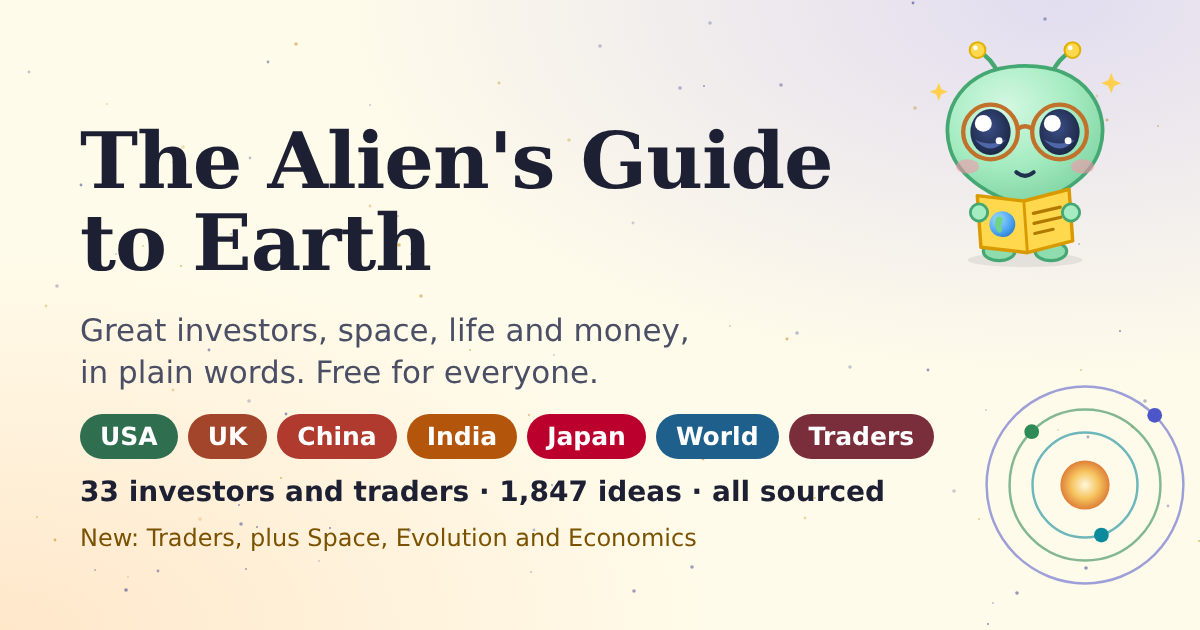 The Alien's Guide
to Earth
Great investors, space, life and money,
in plain words. Free for everyone.
USA UK China India Japan World Traders
33 investors and traders · 1,847 ideas · all sourced
New: Traders, plus Space, Evolution and Economics